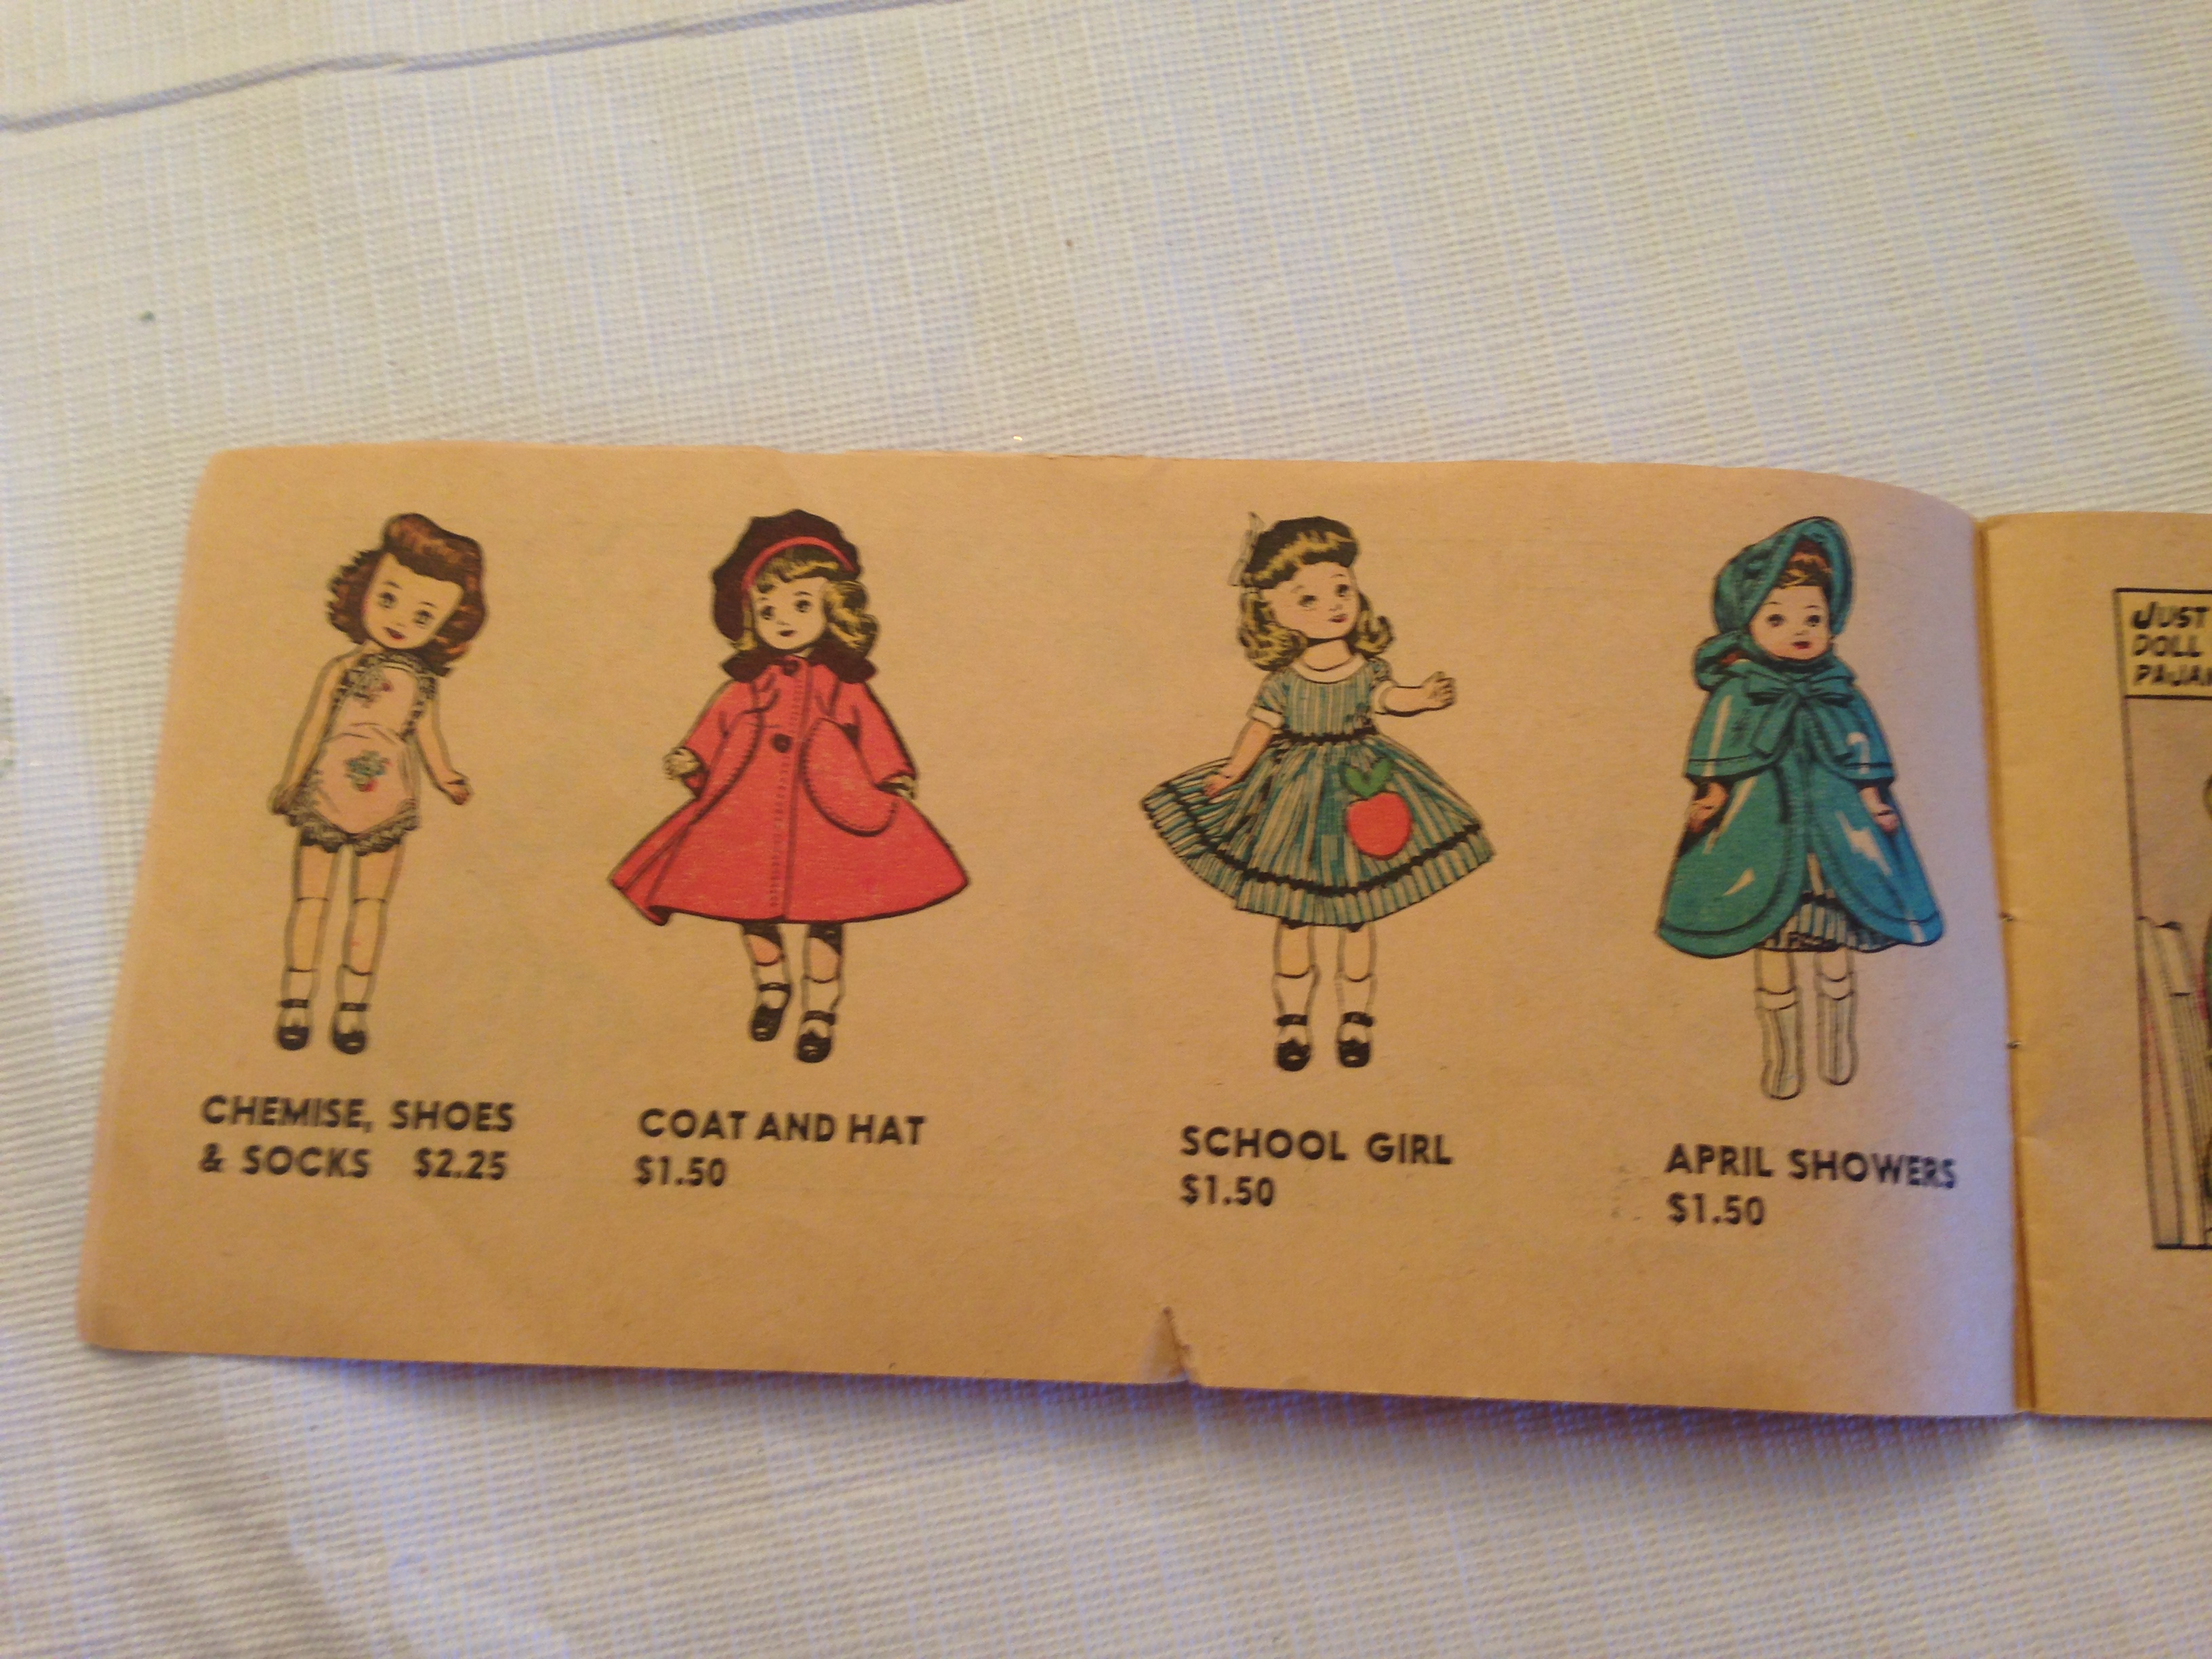 CHEMISE, SHOES
& SOCKS $2.25
COAT AND HAT
$1.50
SCHOOL GIRL
$1.50
APRIL SHOWERS
$1.50
JUST
DOLL